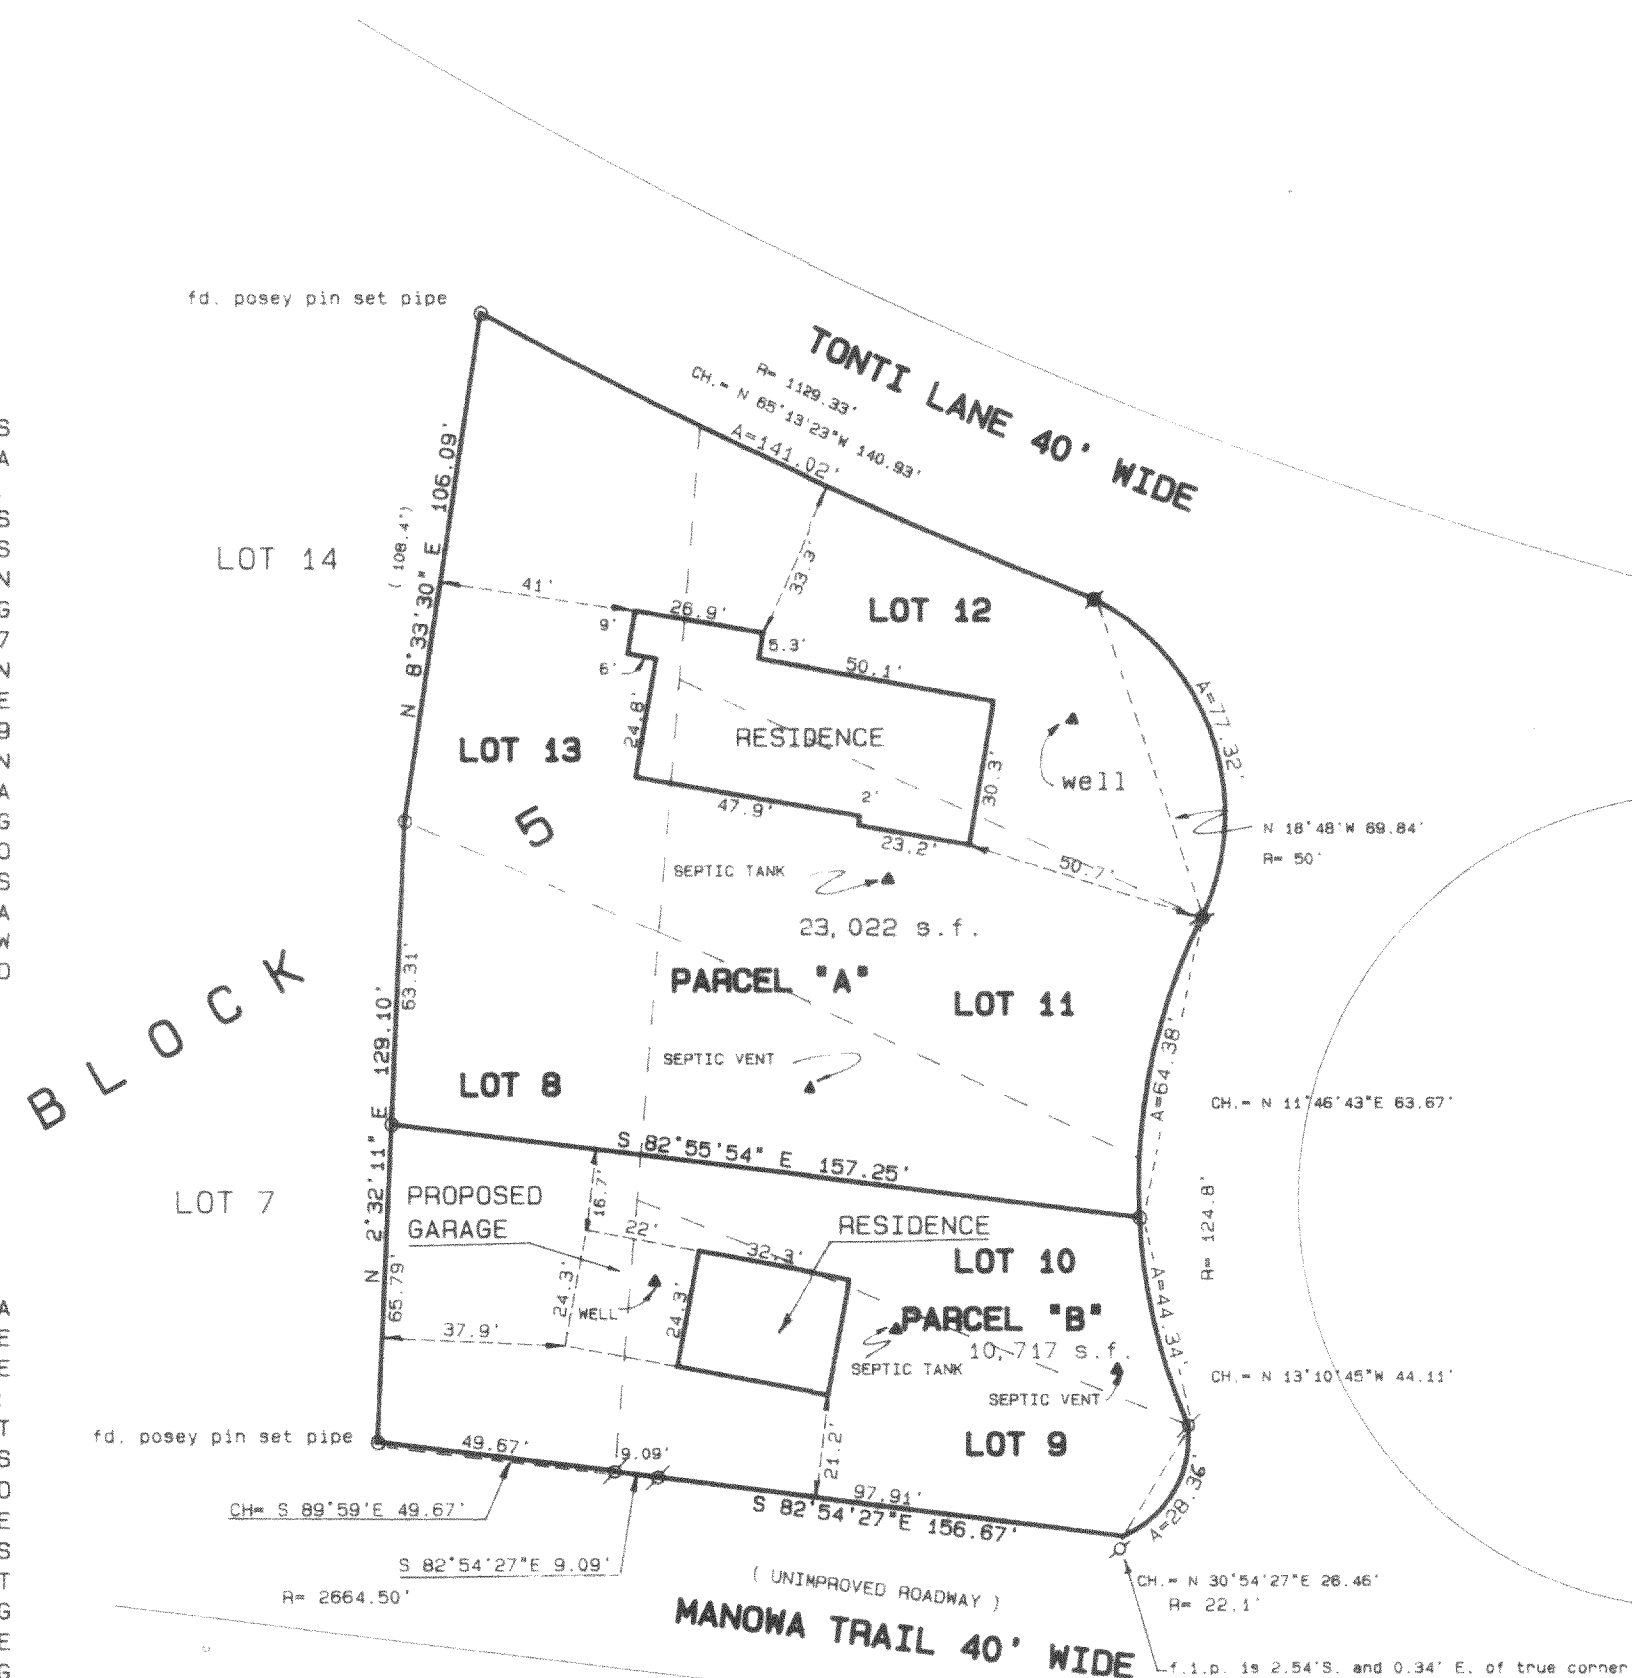 fd. posey pin set pipe
TONTI LANE 40' WIDE
R= 1129.33'
CH.= N 65°13'23"W 140.93'
A=141.02'
N 8°33'30" E 106.09'
( 108.4')
LOT 14
41'
33.3'
26.9'
9'
5.3'
6'
50.1'
LOT 12
24.8'
RESIDENCE
LOT 13
30.3'
well
A=77.32'
47.9'
2'
23.2'
5
N 18°48'W 69.84'
R= 50'
50.7'
SEPTIC TANK
23,022 s.f.
PARCEL "A"
LOT 11
BLOCK
63.31'
N 2°32'11" E 129.10'
SEPTIC VENT
LOT 8
A=64.38'
CH.= N 11°46'43"E 63.67'
S 82°55'54" E 157.25'
LOT 7
PROPOSED
GARAGE
16.7'
22'
RESIDENCE
32.3'
LOT 10
R= 124.8'
65.79'
24.3'
WELL
24.3'
PARCEL "B"
10,717 s.f.
A=44.34'
37.9'
SEPTIC TANK
SEPTIC VENT
CH.= N 13°10'45"W 44.11'
fd. posey pin set pipe
49.67'
9.09'
21.2'
LOT 9
97.91'
A=28.36'
CH= S 89°59'E 49.67'
S 82°54'27"E 156.67'
S 82°54'27"E 9.09'
R= 2664.50'
( UNIMPROVED ROADWAY )
CH.= N 30°54'27"E 26.46'
R= 22.1'
MANOWA TRAIL 40' WIDE
f.i.p. is 2.54'S. and 0.34' E. of true corner